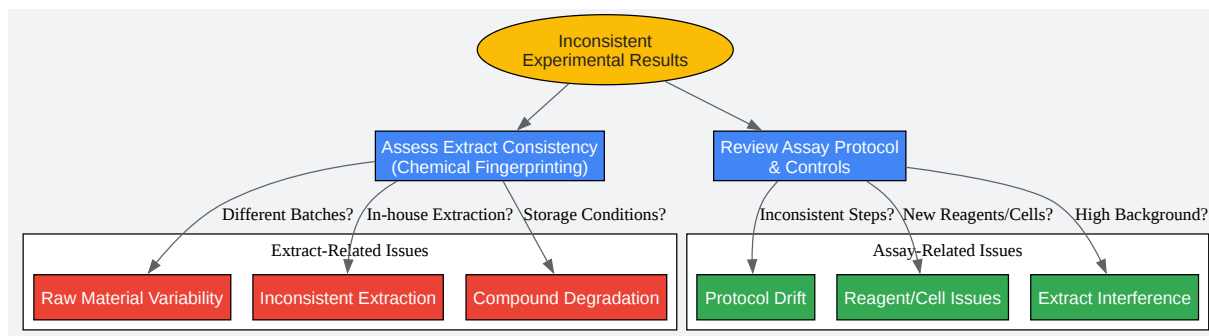 Inconsistent
Experimental Results
Assess Extract Consistency
(Chemical Fingerprinting)
Review Assay Protocol
& Controls
Different Batches?
In-house Extraction?
Storage Conditions?
Inconsistent Steps?
New Reagents/Cells?
High Background?
Extract-Related Issues
Assay-Related Issues
Raw Material Variability
Inconsistent Extraction
Compound Degradation
Protocol Drift
Reagent/Cell Issues
Extract Interference